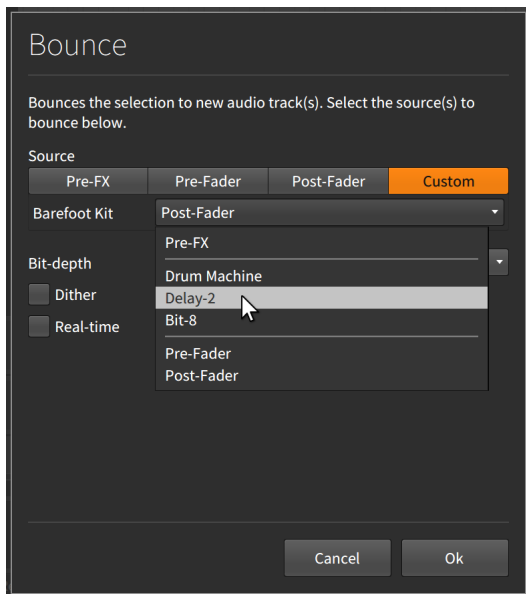 Bounce
Bounces the selection to new audio track(s). Select the source(s) to
bounce below.
Source
Pre-FX Pre-Fader Post-Fader Custom
Barefoot Kit Post-Fader
Pre-FX
Bit-depth
Drum Machine
Dither
Delay-2
Bit-8
Real-time
Pre-Fader
Post-Fader
Cancel Ok